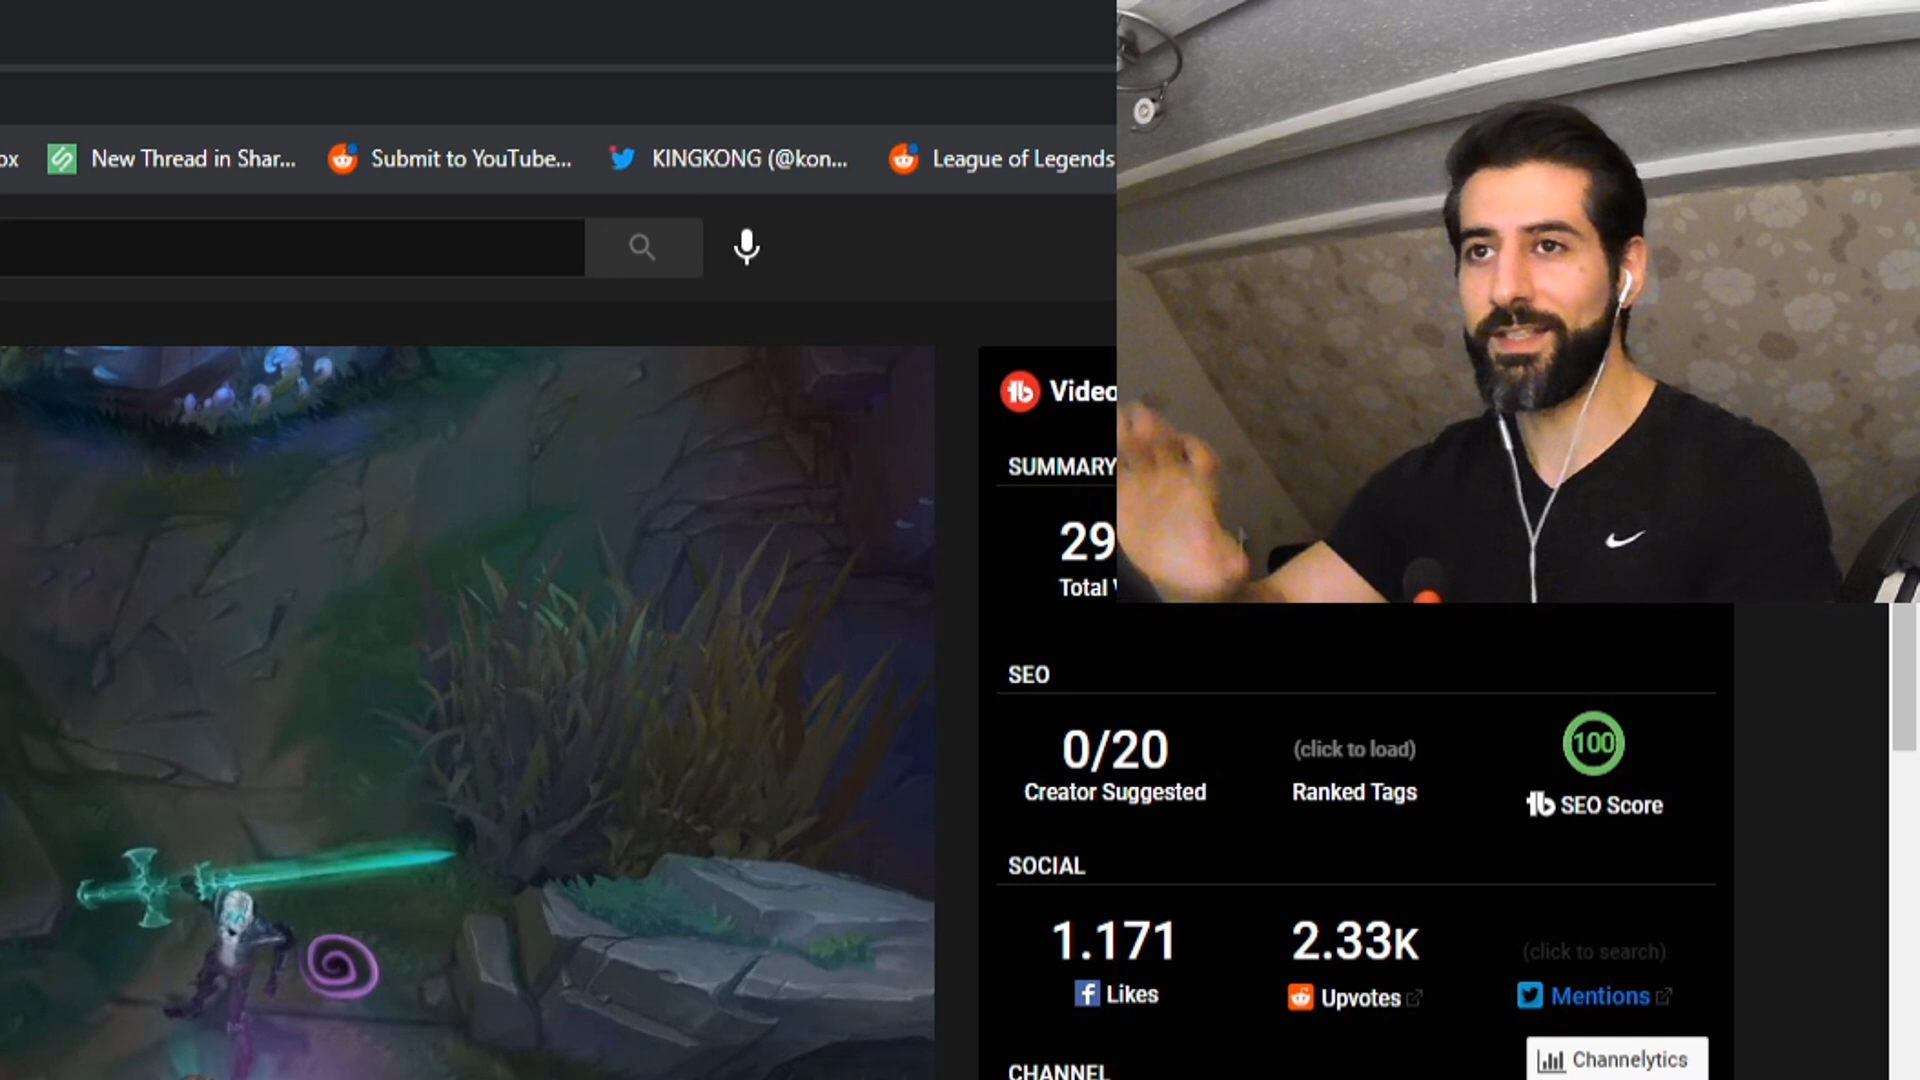 ox New Thread in Shar... Submit to YouTube... KINGKONG (@kon... League of Legends
Video
SUMMARY
29
Total
SEO
0/20
Creator Suggested
(click to load)
Ranked Tags
100
SEO Score
SOCIAL
1.171
Likes
2.33K
Upvotes
(click to search)
Mentions
CHANNEL
Channelytics